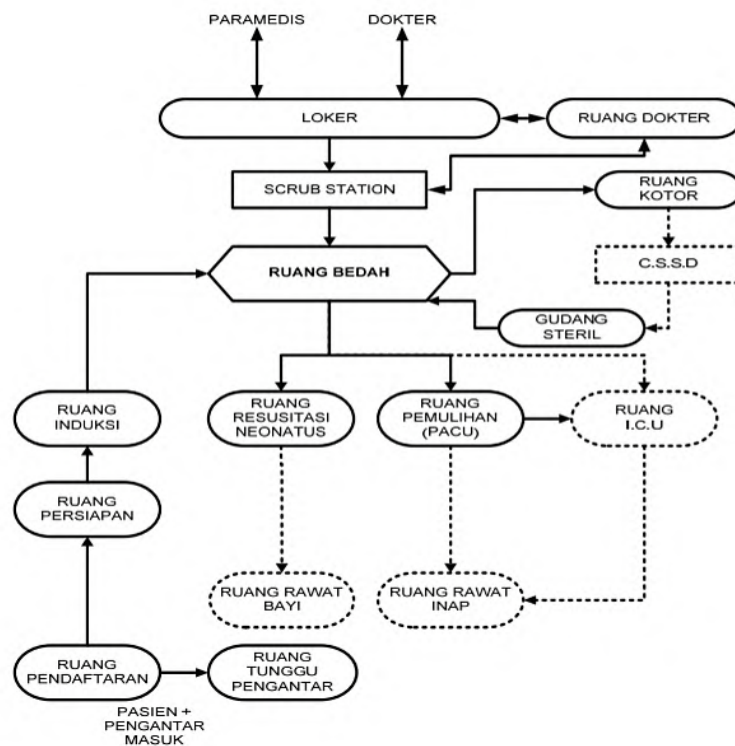 PARAMEDIS
DOKTER
LOKER
RUANG DOKTER
SCRUB STATION
RUANG
KOTOR
RUANG BEDAH
C.S.S.D
GUDANG
STERIL
RUANG
INDUKSI
RUANG
RESUSITASI
NEONATUS
RUANG
PEMULIHAN
(PACU)
RUANG
I.C.U
RUANG
PERSIAPAN
RUANG RAWAT
BAYI
RUANG RAWAT
INAP
RUANG
PENDAFTARAN
RUANG
TUNGGU
PENGANTAR
PASIEN +
PENGANTAR
MASUK